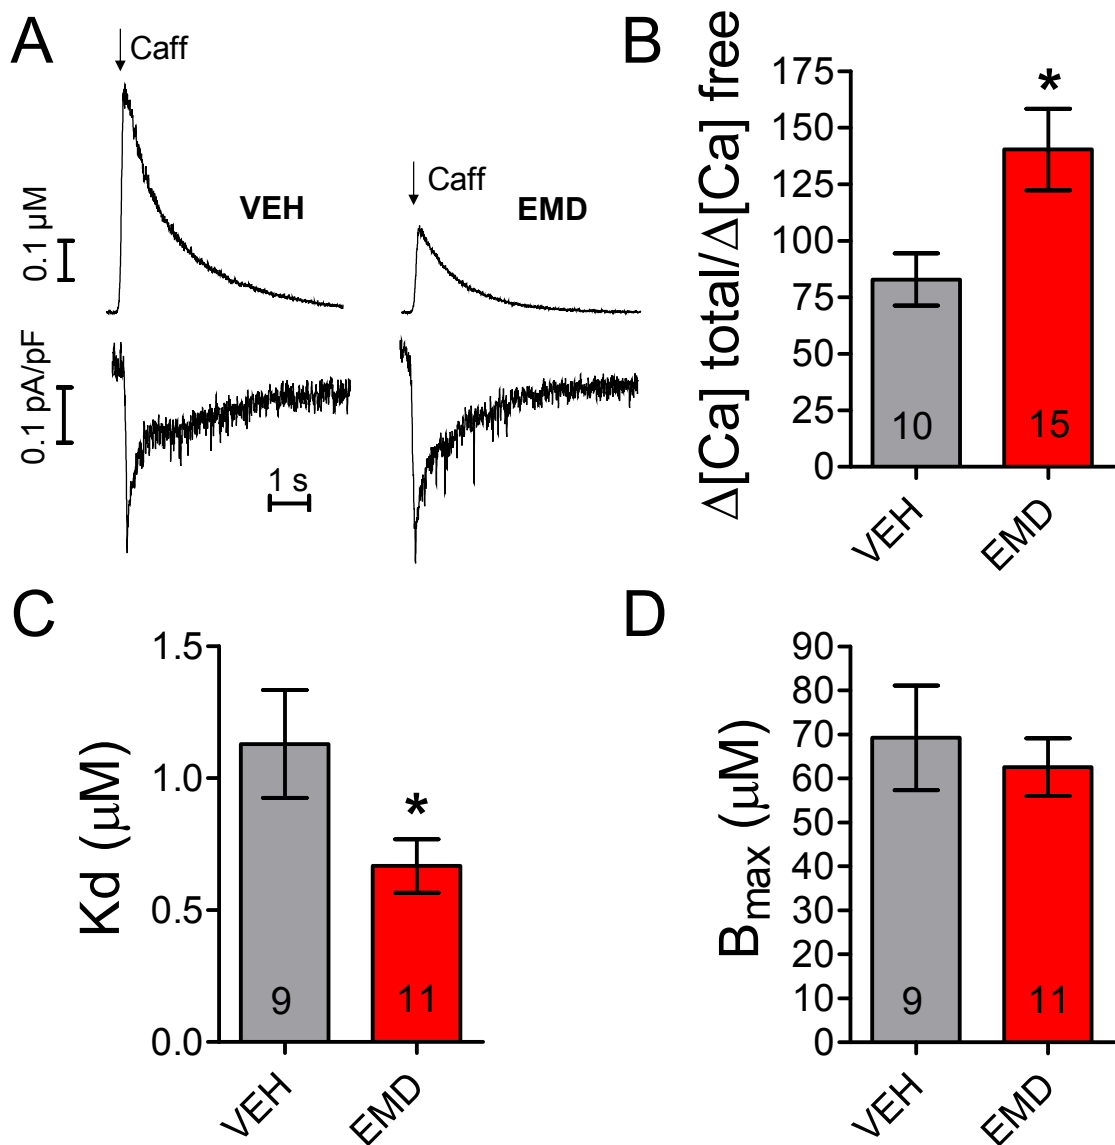 A
Caff
Caff
VEH
EMD
0.1 µM
0.1 pA/pF
1 s
B
Δ[Ca] total/Δ[Ca] free
175
150
125
100
75
50
25
0
*
10
15
VEH
EMD
C
Kd (µM)
1.5
1.0
0.5
0.0
*
9
11
VEH
EMD
D
Bmax (µM)
90
80
70
60
50
40
30
20
10
0
9
11
VEH
EMD